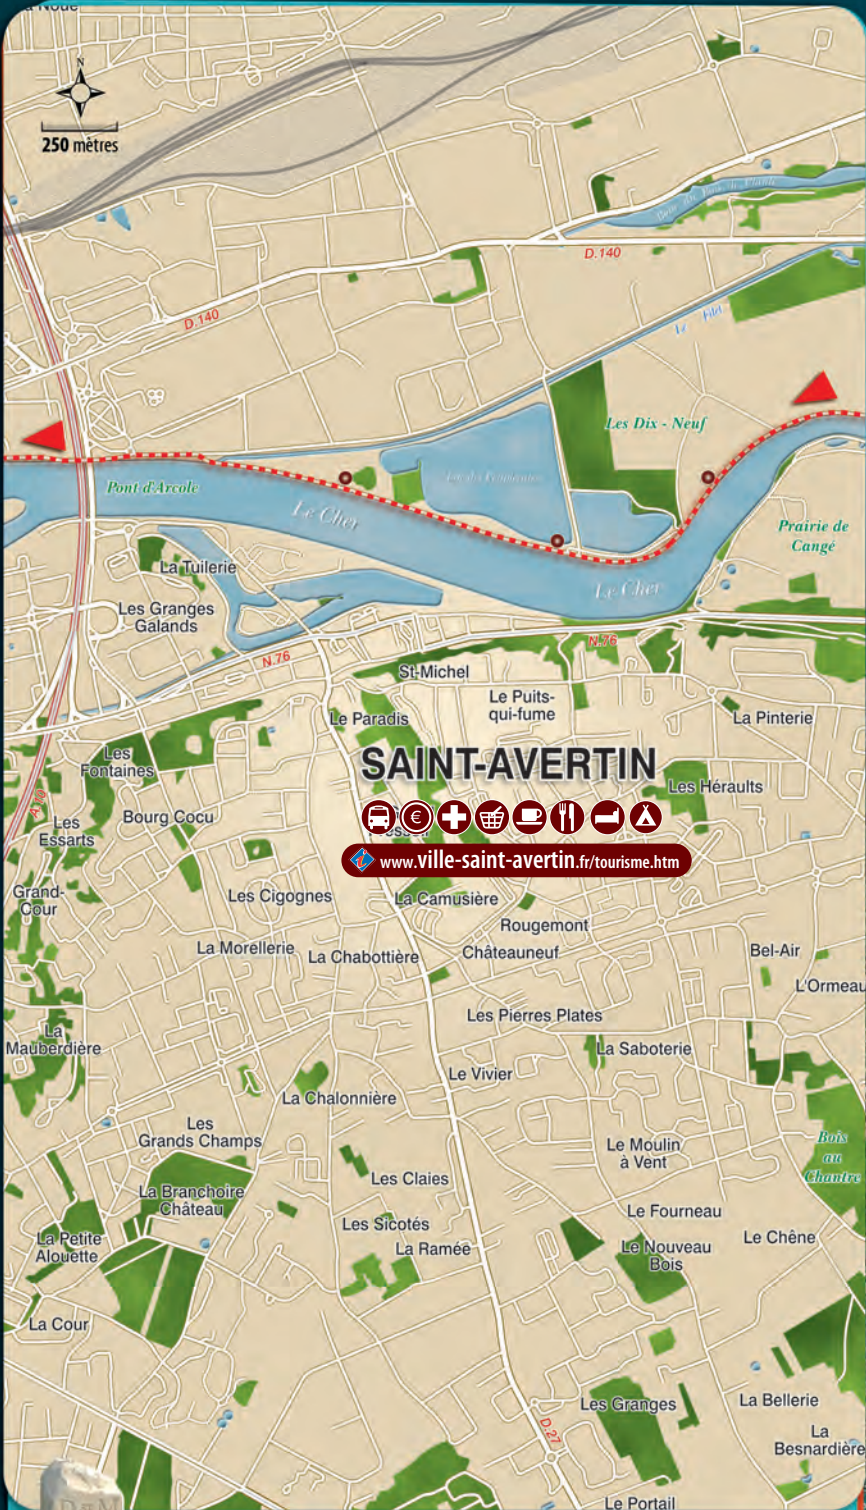 N
250 mètres
D.140
D.140
Le Filet
Les Dix - Neuf
Pont d'Arcole
Le Cher
Prairie de
Cangé
La Tuilerie
Le Cher
Les Granges
Galands
N.76
N.76
St-Michel
Le Puits-
qui-fume
Le Paradis
La Pinterie
SAINT-AVERTIN
Les
Fontaines
Les Héraults
A.10
Bourg Cocu
€
Les
Essarts
i www.ville-saint-avertin.fr/tourisme.htm
Grand-
Cour
Les Cigognes
La Camusière
Rougemont
La Morellerie
La Chabottière
Châteauneuf
Bel-Air
L'Ormeau
Les Pierres Plates
La
Mauberdière
La Saboterie
Le Vivier
La Chalonnière
Les
Grands Champs
Le Moulin
à Vent
Bois
au
Chantre
Les Claies
La Branchoire
Château
Le Fourneau
Les Sicotés
La Petite
Alouette
La Ramée
Le Nouveau
Bois
Le Chêne
La Cour
Les Granges
La Bellerie
D.27
La
Besnardière
Le Portail